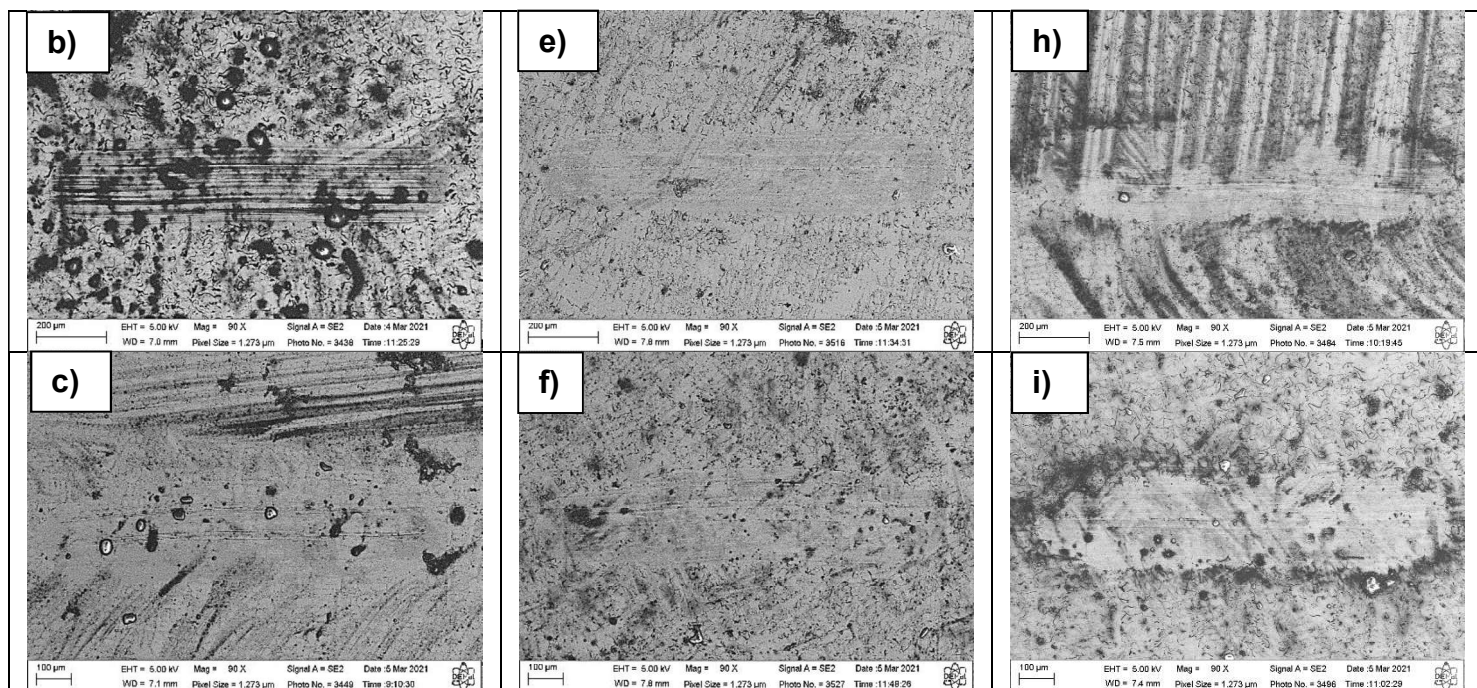 b)
200 µm
EHT = 5.00 kV Mag = 90 X Signal A = SE2 Date :4 Mar 2021
WD = 7.0 mm Pixel Size = 1.273 µm Photo No. = 3438 Time :11:25:29
e)
200 µm
EHT = 5.00 kV Mag = 90 X Signal A = SE2 Date :5 Mar 2021
WD = 7.8 mm Pixel Size = 1.273 µm Photo No. = 3516 Time :11:34:31
h)
200 µm
EHT = 5.00 kV Mag = 90 X Signal A = SE2 Date :5 Mar 2021
WD = 7.5 mm Pixel Size = 1.273 µm Photo No. = 3484 Time :10:19:45
c)
100 µm
EHT = 5.00 kV Mag = 90 X Signal A = SE2 Date :5 Mar 2021
WD = 7.1 mm Pixel Size = 1.273 µm Photo No. = 3449 Time :9:10:30
f)
100 µm
EHT = 5.00 kV Mag = 90 X Signal A = SE2 Date :5 Mar 2021
WD = 7.8 mm Pixel Size = 1.273 µm Photo No. = 3527 Time :11:48:26
i)
100 µm
EHT = 5.00 kV Mag = 90 X Signal A = SE2 Date :5 Mar 2021
WD = 7.4 mm Pixel Size = 1.273 µm Photo No. = 3496 Time :11:02:29